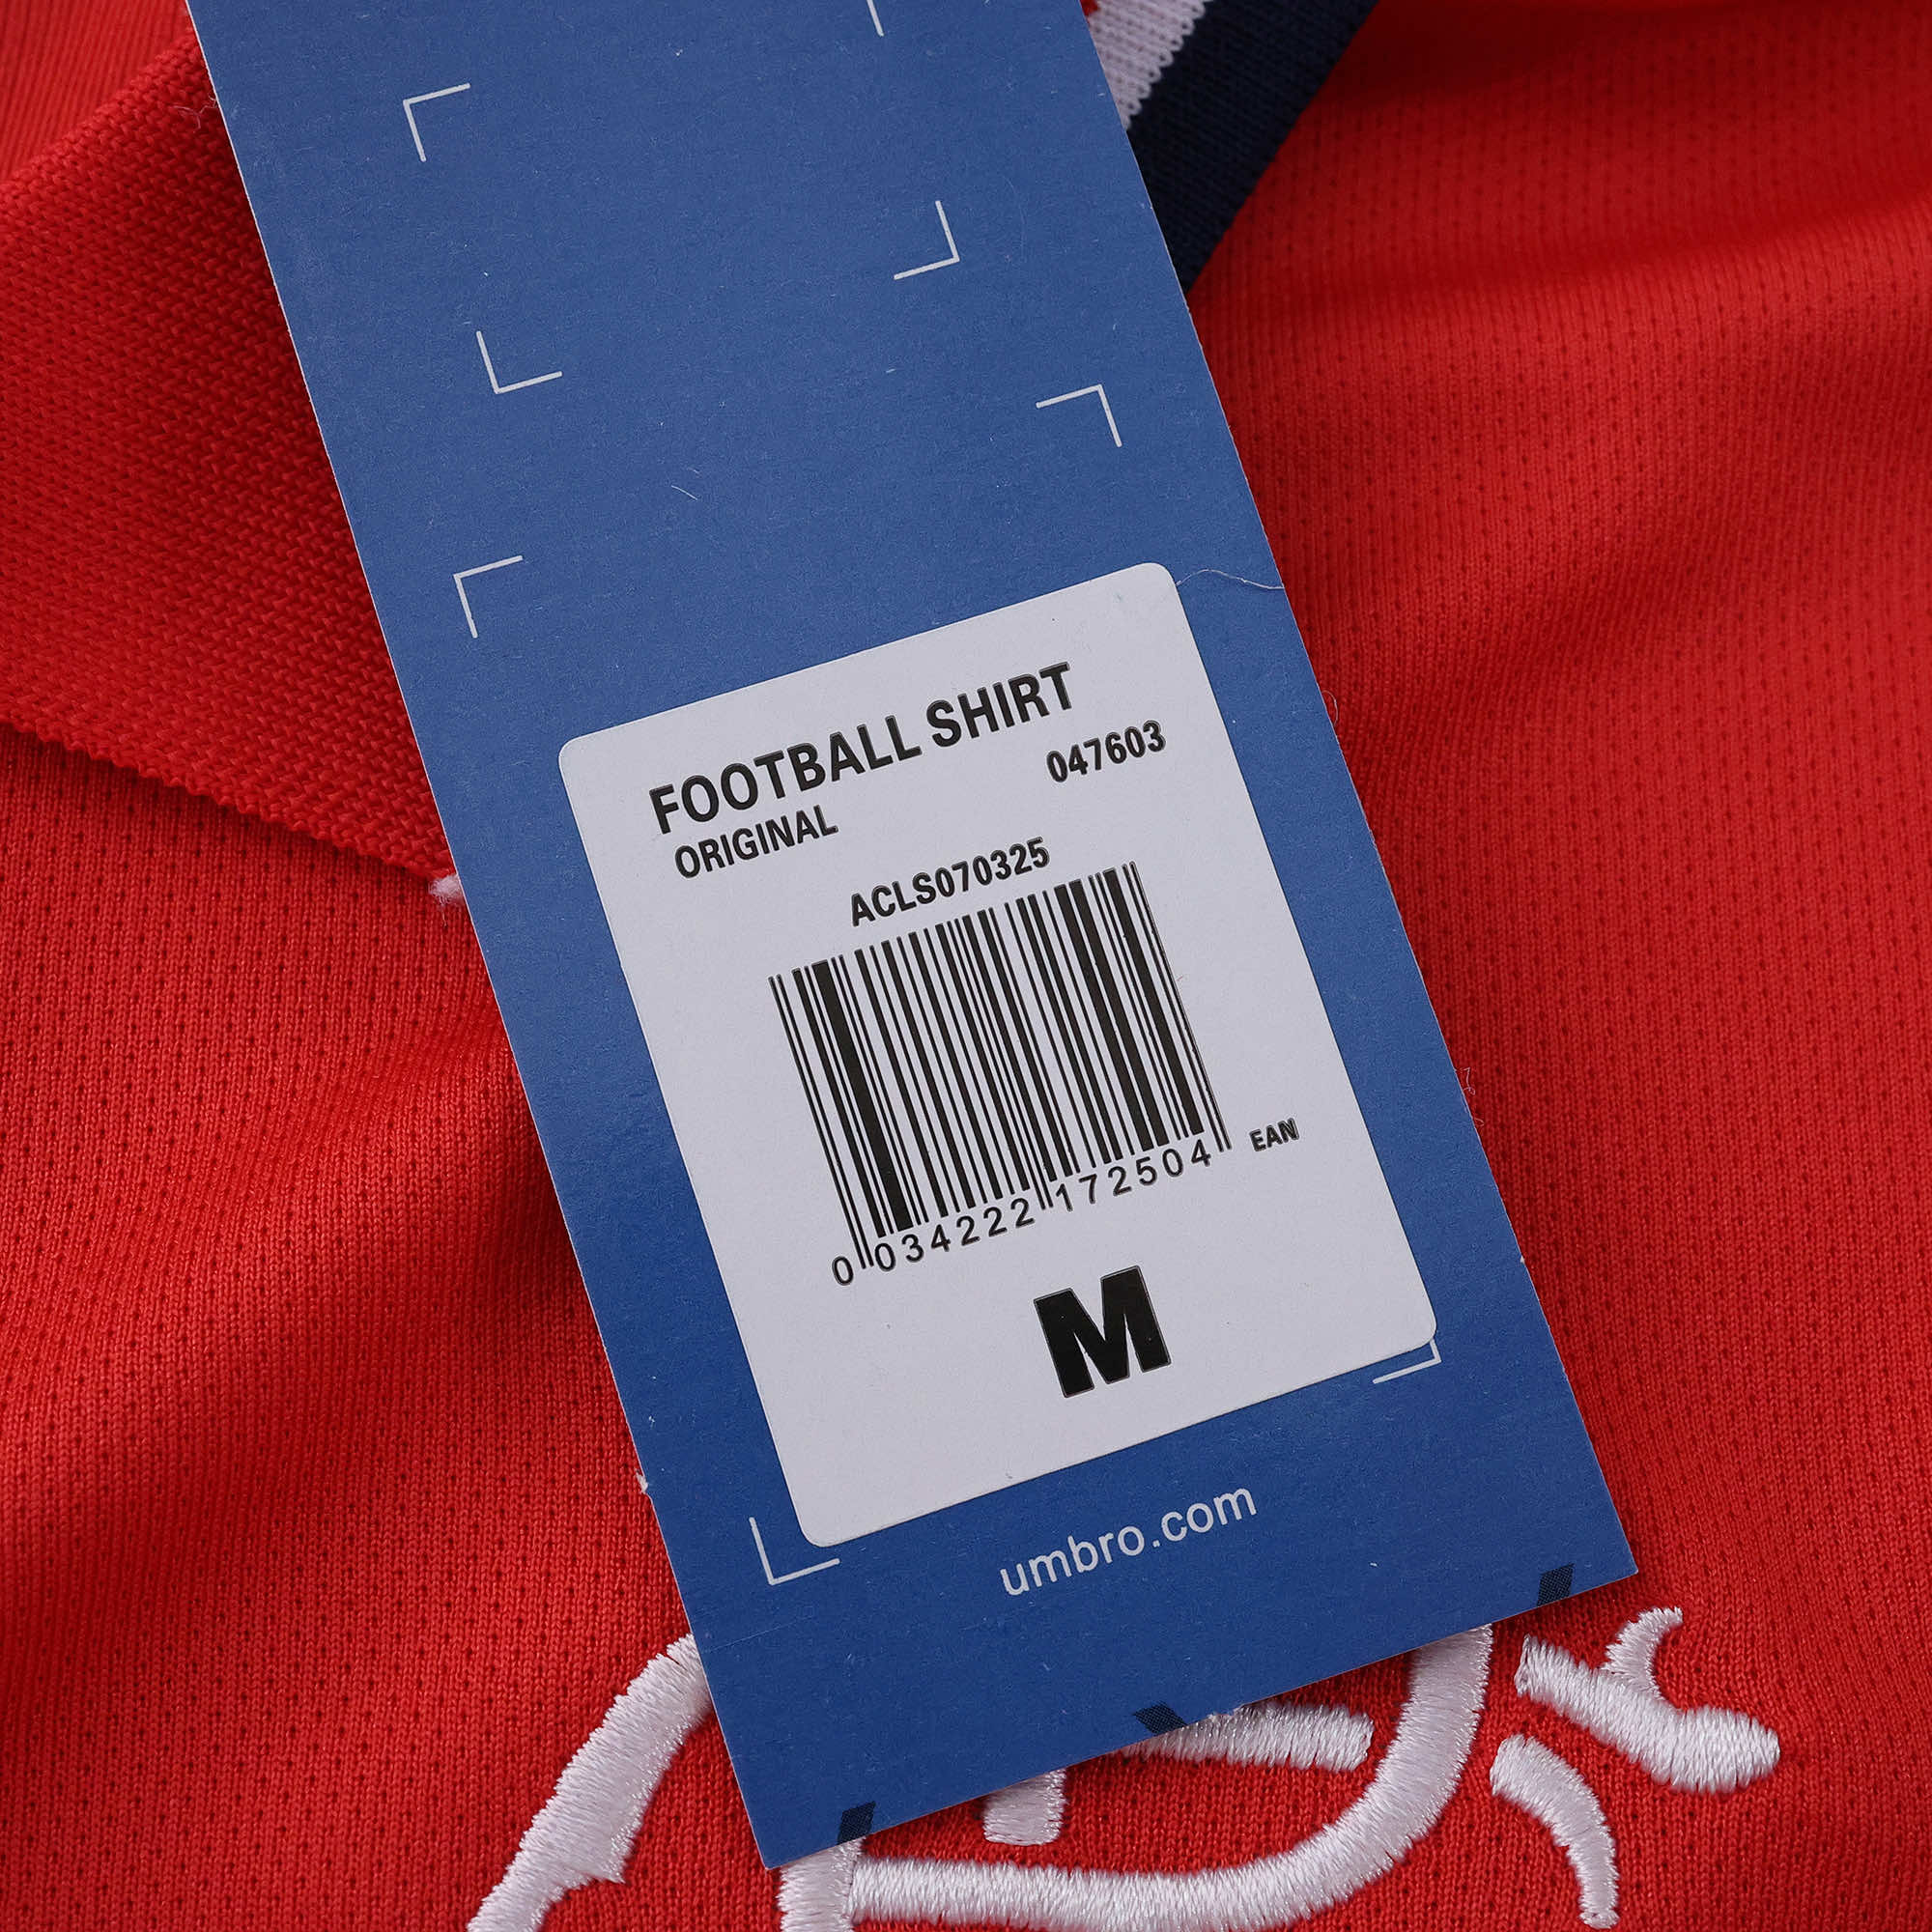 FOOTBALL SHIRT
ORIGINAL 047603
ACLS070325
0 034222 172504 EAN
M
umbro.com